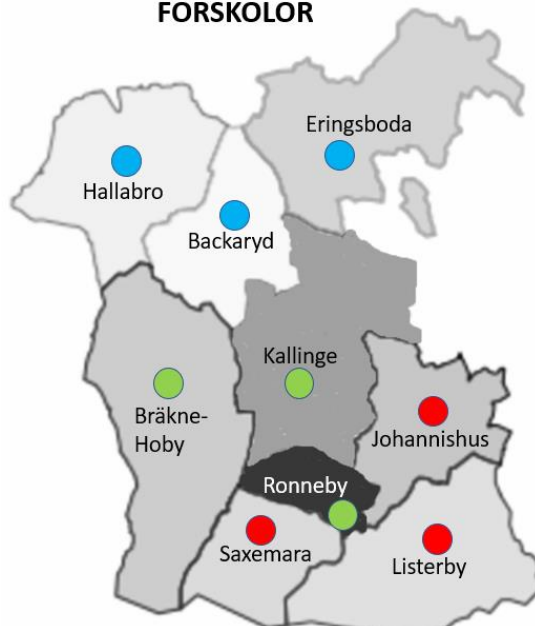 FORSKOLOR
Eringsboda
Hallabro
Backaryd
Kallinge
Bräkne-
Hoby
Johannishus
Ronneby
Saxemara
Listerby